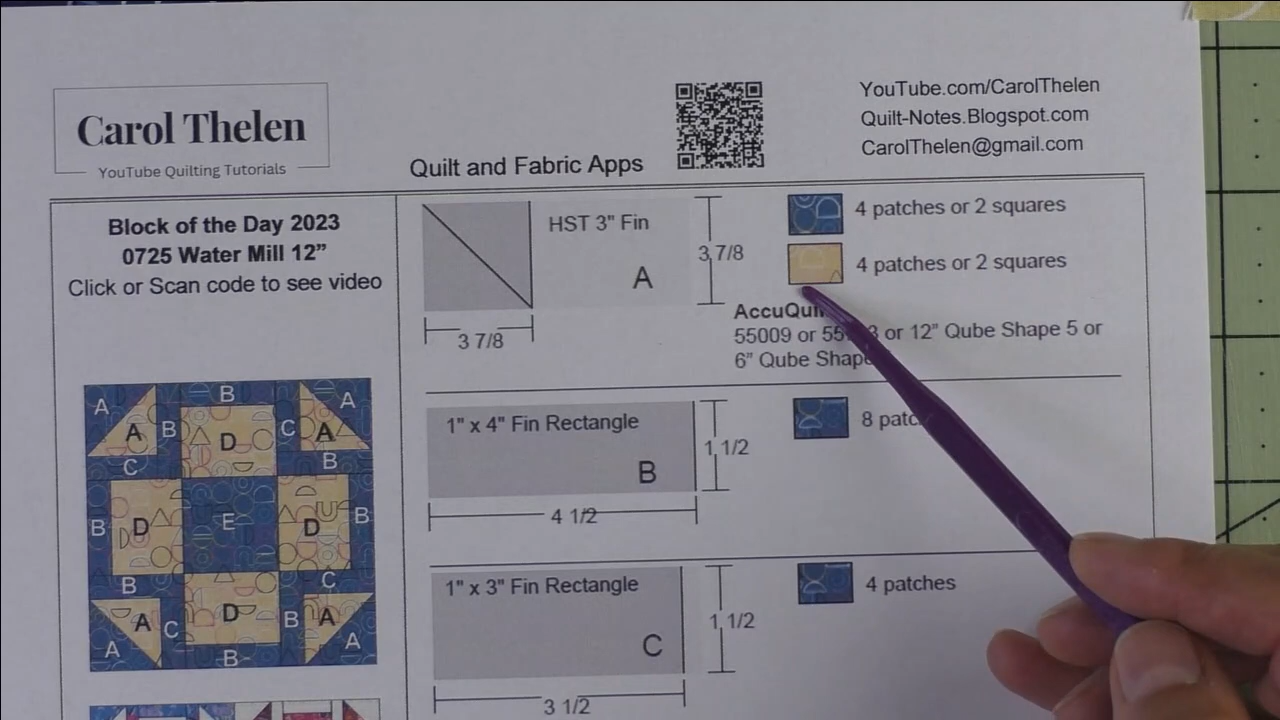 Carol Thelen
YouTube Quilting Tutorials
Quilt and Fabric Apps
YouTube.com/CarolThelen
Quilt-Notes.Blogspot.com
CarolThelen@gmail.com
Block of the Day 2023
0725 Water Mill 12”
Click or Scan code to see video
A B A
A B D C A
C B
B D E D B
B C
A C D B A
A B A
HST 3" Fin
A
3 7/8
3 7/8
4 patches or 2 squares
4 patches or 2 squares
55009 or or 12” Qube Shape 5 or
6” Qube
1" x 4" Fin Rectangle
B
1 1/2
4 1/2
8
1" x 3" Fin Rectangle
C
1 1/2
3 1/2
4 patches